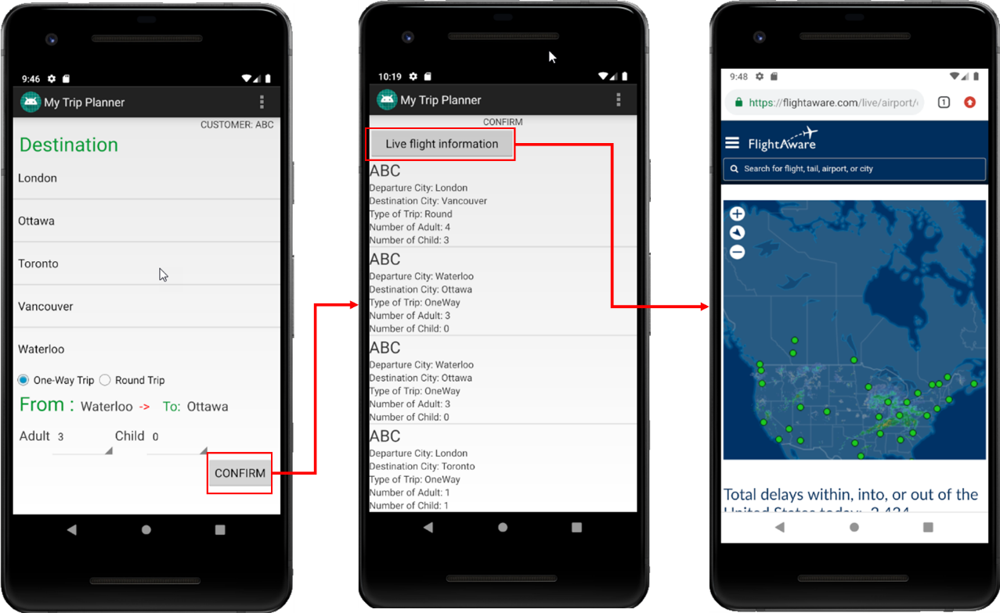 9:46
My Trip Planner
CUSTOMER: ABC
Destination
London
Ottawa
Toronto
Vancouver
Waterloo
One-Way Trip Round Trip
From : Waterloo -> To: Ottawa
Adult 3 Child 0
CONFIRM
10:19
My Trip Planner
CONFIRM
Live flight information
ABC
Departure City: London
Destination City: Vancouver
Type of Trip: Round
Number of Adult: 4
Number of Child: 3
ABC
Departure City: Waterloo
Destination City: Ottawa
Type of Trip: OneWay
Number of Adult: 3
Number of Child: 0
ABC
Departure City: Waterloo
Destination City: Ottawa
Type of Trip: OneWay
Number of Adult: 3
Number of Child: 0
ABC
Departure City: London
Destination City: Toronto
Type of Trip: OneWay
Number of Adult: 1
Number of Child: 1
9:48
https://flightaware.com/live/airport/
1
FlightAware
Search for flight, tail, airport, or city
Total delays within, into, or out of the
United States today: